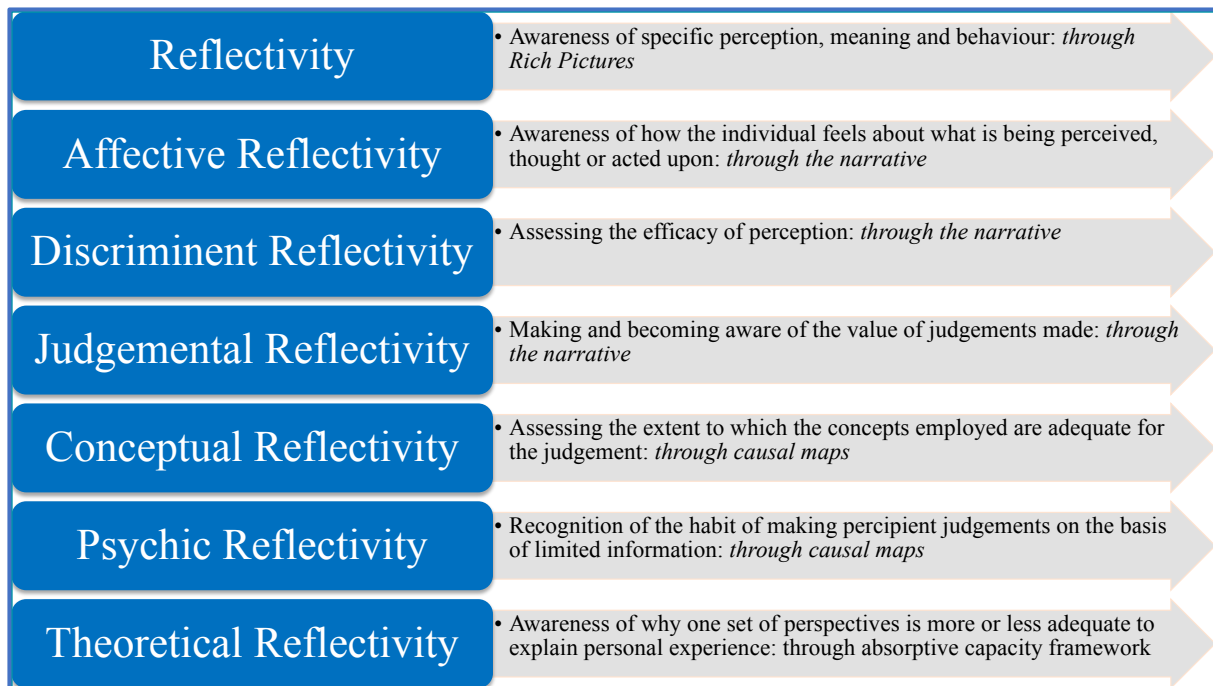 Reflectivity
• Awareness of specific perception, meaning and behaviour: through
Rich Pictures
Affective Reflectivity
• Awareness of how the individual feels about what is being perceived,
thought or acted upon: through the narrative
Discriminent Reflectivity
• Assessing the efficacy of perception: through the narrative
Judgemental Reflectivity
• Making and becoming aware of the value of judgements made: through
the narrative
Conceptual Reflectivity
• Assessing the extent to which the concepts employed are adequate for
the judgement: through causal maps
Psychic Reflectivity
• Recognition of the habit of making percipient judgements on the basis
of limited information: through causal maps
Theoretical Reflectivity
• Awareness of why one set of perspectives is more or less adequate to
explain personal experience: through absorptive capacity framework